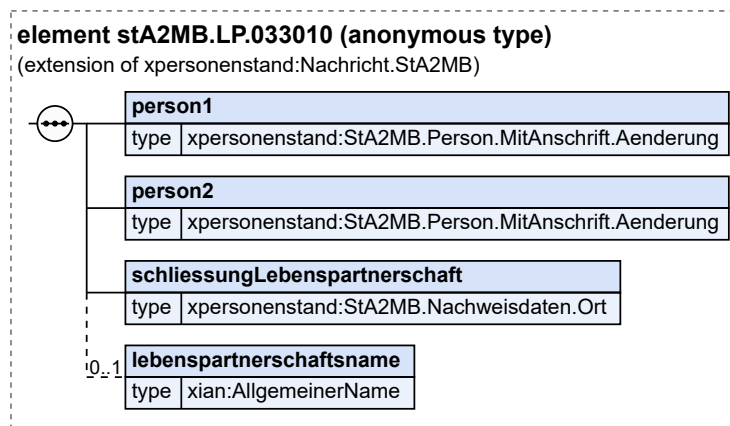 element stA2MB.LP.033010 (anonymous type)
(extension of xpersonenstand:Nachricht.StA2MB)
person1
type xpersonenstand:StA2MB.Person.MitAnschrift.Aenderung
person2
type xpersonenstand:StA2MB.Person.MitAnschrift.Aenderung
schliessungLebenspartnerschaft
type xpersonenstand:StA2MB.Nachweisdaten.Ort
0..1 lebenspartnerschaftsname
type xian:AllgemeinerName